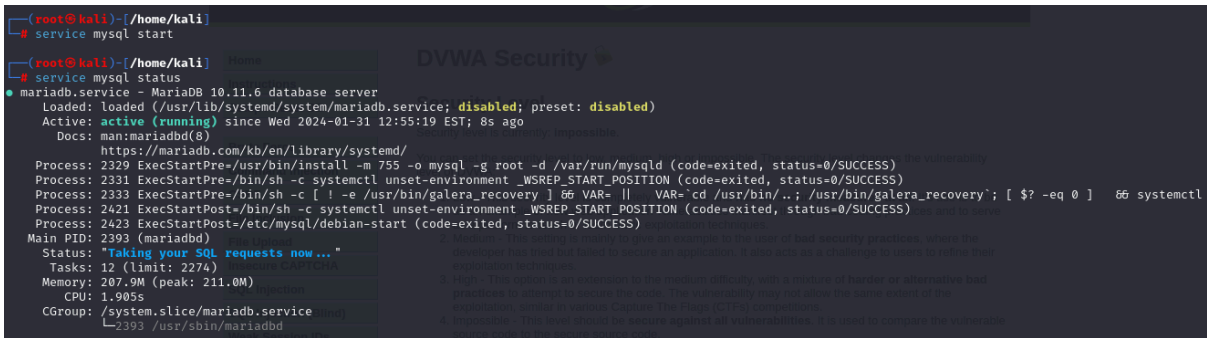 ┌──(root㉿kali)-[/home/kali]
└─# service mysql start
┌──(root㉿kali)-[/home/kali]
└─# service mysql status
● mariadb.service - MariaDB 10.11.6 database server
Loaded: loaded (/usr/lib/systemd/system/mariadb.service; disabled; preset: disabled)
Active: active (running) since Wed 2024-01-31 12:55:19 EST; 8s ago
Docs: man:mariadbd(8)
https://mariadb.com/kb/en/library/systemd/
Process: 2329 ExecStartPre=/usr/bin/install -m 755 -o mysql -g root -d /var/run/mysqld (code=exited, status=0/SUCCESS)
Process: 2331 ExecStartPre=/bin/sh -c systemctl unset-environment _WSREP_START_POSITION (code=exited, status=0/SUCCESS)
Process: 2333 ExecStartPre=/bin/sh -c [ ! -e /usr/bin/galera_recovery ] && VAR= || VAR=`cd /usr/bin/..; /usr/bin/galera_recovery`; [ $? -eq 0 ] && systemctl
Process: 2421 ExecStartPost=/bin/sh -c systemctl unset-environment _WSREP_START_POSITION (code=exited, status=0/SUCCESS)
Process: 2423 ExecStartPost=/etc/mysql/debian-start (code=exited, status=0/SUCCESS)
Main PID: 2393 (mariadbd)
Status: "Taking your SQL requests now..."
Tasks: 12 (limit: 2274)
Memory: 207.9M (peak: 211.0M)
CPU: 1.905s
CGroup: /system.slice/mariadb.service
└─2393 /usr/sbin/mariadbd
Home
Instructions
File Upload
Insecure CAPTCHA
SQL Injection
DVWA Security
Security level is currently: impossible.
exploitation techniques.
2. Medium - This setting is mainly to give an example to the user of bad security practices, where the
developer has tried but failed to secure an application. It also acts as a challenge to users to refine their
exploitation techniques.
3. High - This option is an extension to the medium difficulty, with a mixture of harder or alternative bad
practices to attempt to secure the code. The vulnerability may not allow the same extent of the
exploitation, similar in various Capture The Flags (CTFs) competitions.
4. Impossible - This level should be secure against all vulnerabilities. It is used to compare the vulnerable
source code to the secure source code.